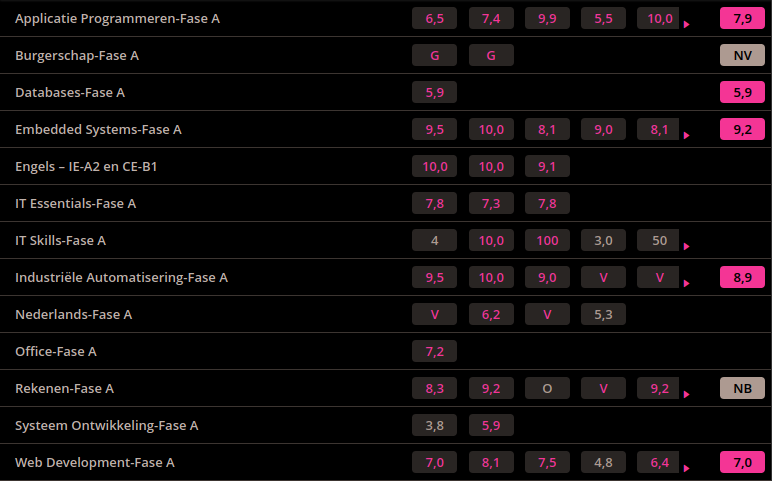 Applicatie Programmeren-Fase A 6,5 7,4 9,9 5,5 10,0 7,9
Burgerschap-Fase A G G NV
Databases-Fase A 5,9 5,9
Embedded Systems-Fase A 9,5 10,0 8,1 9,0 8,1 9,2
Engels – IE-A2 en CE-B1 10,0 10,0 9,1
IT Essentials-Fase A 7,8 7,3 7,8
IT Skills-Fase A 4 10,0 100 3,0 50
Industriële Automatisering-Fase A 9,5 10,0 9,0 V V 8,9
Nederlands-Fase A V 6,2 V 5,3
Office-Fase A 7,2
Rekenen-Fase A 8,3 9,2 O V 9,2 NB
Systeem Ontwikkeling-Fase A 3,8 5,9
Web Development-Fase A 7,0 8,1 7,5 4,8 6,4 7,0